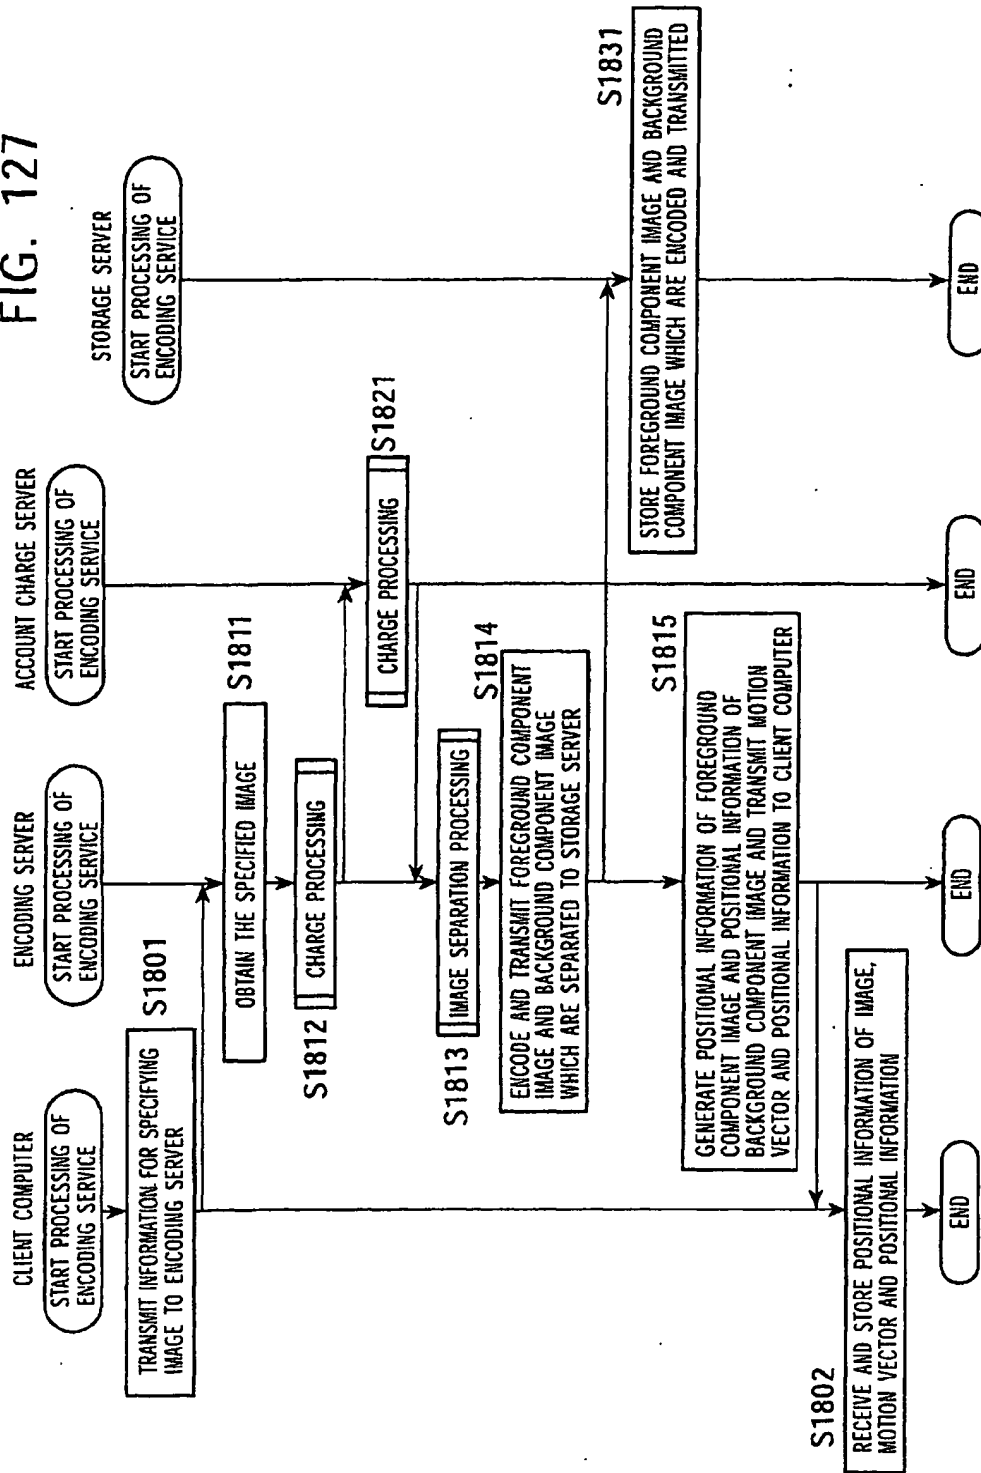 FIG. 127
CLIENT COMPUTER
START PROCESSING OF
ENCODING SERVICE
TRANSMIT INFORMATION FOR SPECIFYING
IMAGE TO ENCODING SERVER
S1801
S1802
RECEIVE AND STORE POSITIONAL INFORMATION OF IMAGE,
MOTION VECTOR AND POSITIONAL INFORMATION
END
ENCODING SERVER
START PROCESSING OF
ENCODING SERVICE
OBTAIN THE SPECIFIED IMAGE
S1811
S1812
CHARGE PROCESSING
S1813
IMAGE SEPARATION PROCESSING
S1814
ENCODE AND TRANSMIT FOREGROUND COMPONENT
IMAGE AND BACKGROUND COMPONENT IMAGE
WHICH ARE SEPARATED TO STORAGE SERVER
S1815
GENERATE POSITIONAL INFORMATION OF FOREGROUND
COMPONENT IMAGE AND POSITIONAL INFORMATION OF
BACKGROUND COMPONENT IMAGE AND TRANSMIT MOTION
VECTOR AND POSITIONAL INFORMATION TO CLIENT COMPUTER
END
ACCOUNT CHARGE SERVER
START PROCESSING OF
ENCODING SERVICE
CHARGE PROCESSING
S1821
END
STORAGE SERVER
START PROCESSING OF
ENCODING SERVICE
S1831
STORE FOREGROUND COMPONENT IMAGE AND BACKGROUND
COMPONENT IMAGE WHICH ARE ENCODED AND TRANSMITTED
END